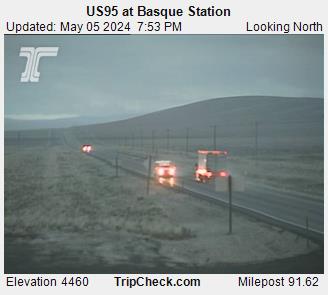 US95 at Basque Station
Updated: May 05 2024 7:53 PM Looking North
Elevation 4460 TripCheck.com Milepost 91.62